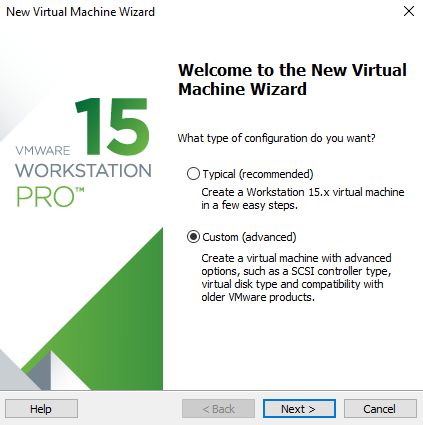 New Virtual Machine Wizard
15
VMWARE
WORKSTATION
PRO™
Welcome to the New Virtual
Machine Wizard
What type of configuration do you want?
Typical (recommended)
Create a Workstation 15.x virtual machine
in a few easy steps.
Custom (advanced)
Create a virtual machine with advanced
options, such as a SCSI controller type,
virtual disk type and compatibility with
older VMware products.
Help
< Back
Next >
Cancel